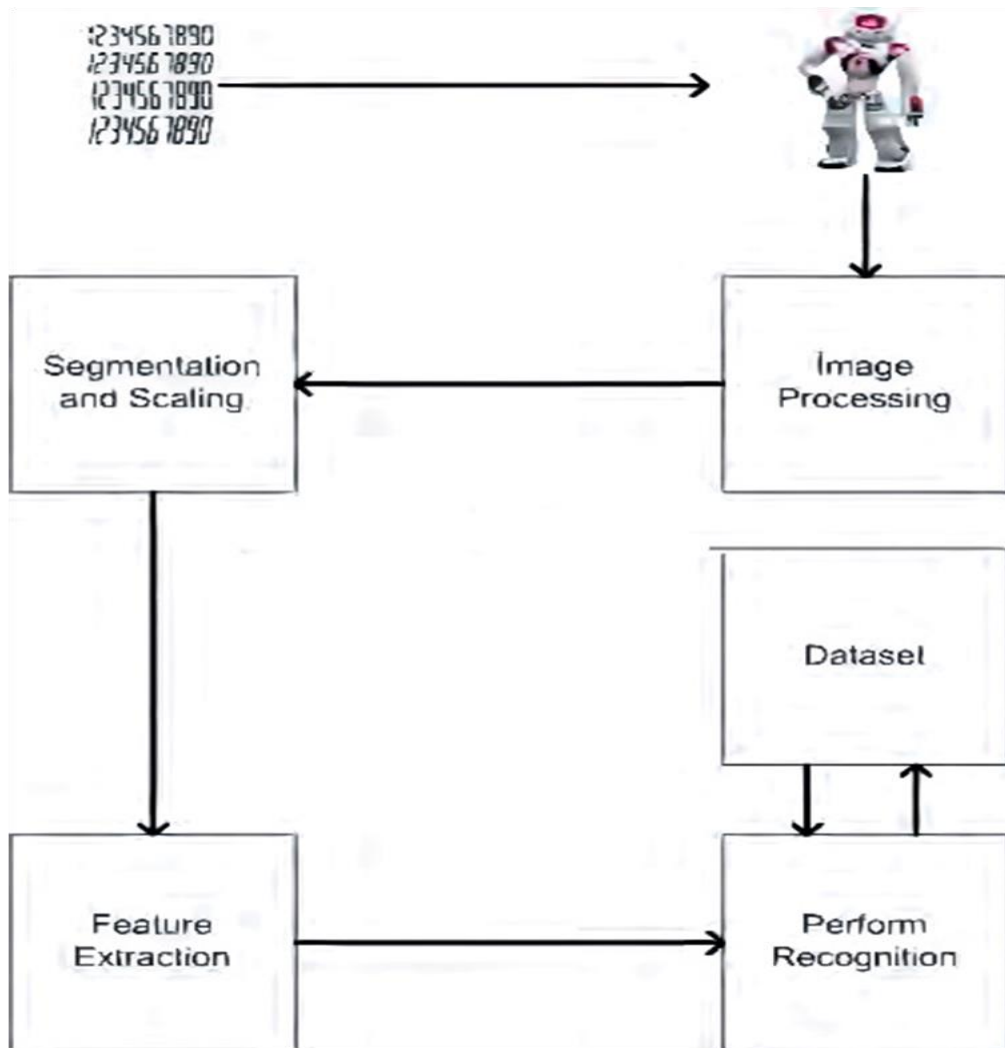 1234567890
1234567890
1234567890
1234567890
Image
Processing
Segmentation
and Scaling
Dataset
Feature
Extraction
Perform
Recognition